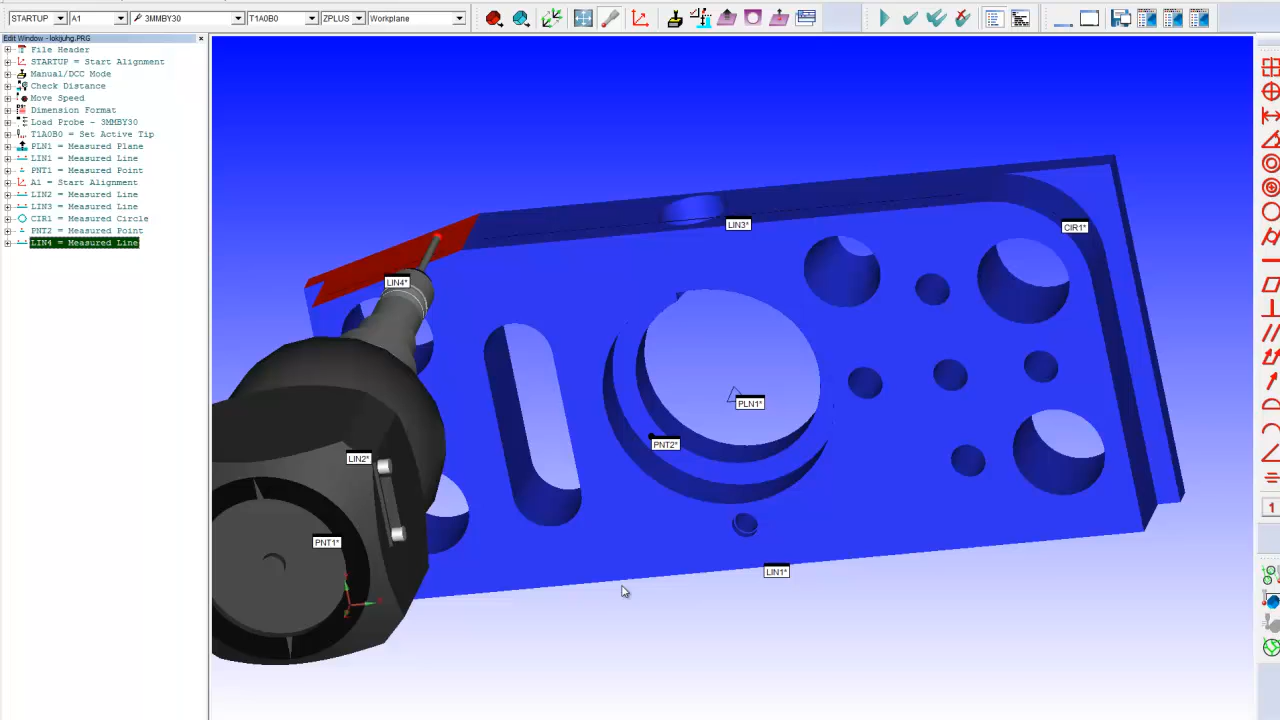 STARTUP A1 3MMBY30 T1A0B0 ZPLUS Workplane
Edit Window - lokijuhg.PRG
File Header
STARTUP = Start Alignment
Manual/DCC Mode
Check Distance
Move Speed
Dimension Format
Load Probe - 3MMBY30
T1A0B0 = Set Active Tip
PLN1 = Measured Plane
LIN1 = Measured Line
PNT1 = Measured Point
A1 = Start Alignment
LIN2 = Measured Line
LIN3 = Measured Line
CIR1 = Measured Circle
PNT2 = Measured Point
LIN4 = Measured Line
LIN3*
CIR1*
LIN4*
PLN1*
PNT2*
LIN2*
PNT1*
LIN1*
1